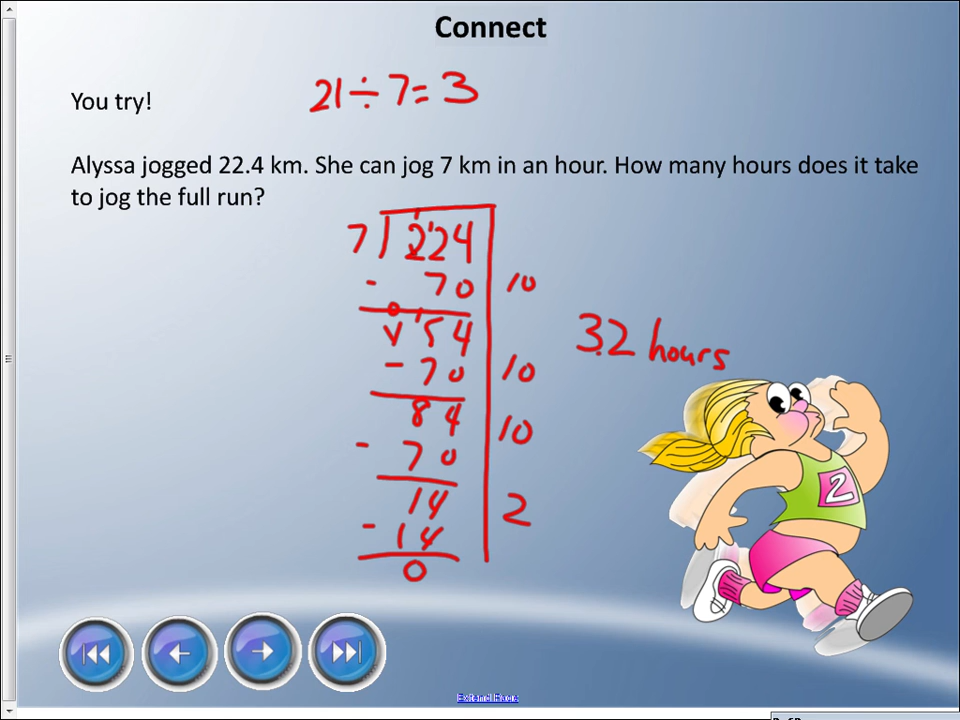 Connect
You try!
21÷7=3
Alyssa jogged 22.4 km. She can jog 7 km in an hour. How many hours does it take
to jog the full run?
7 224
- 70 10
154
- 70 10
84 10
- 70
14 2
- 14
0
3.2 hours
2
Extend Page